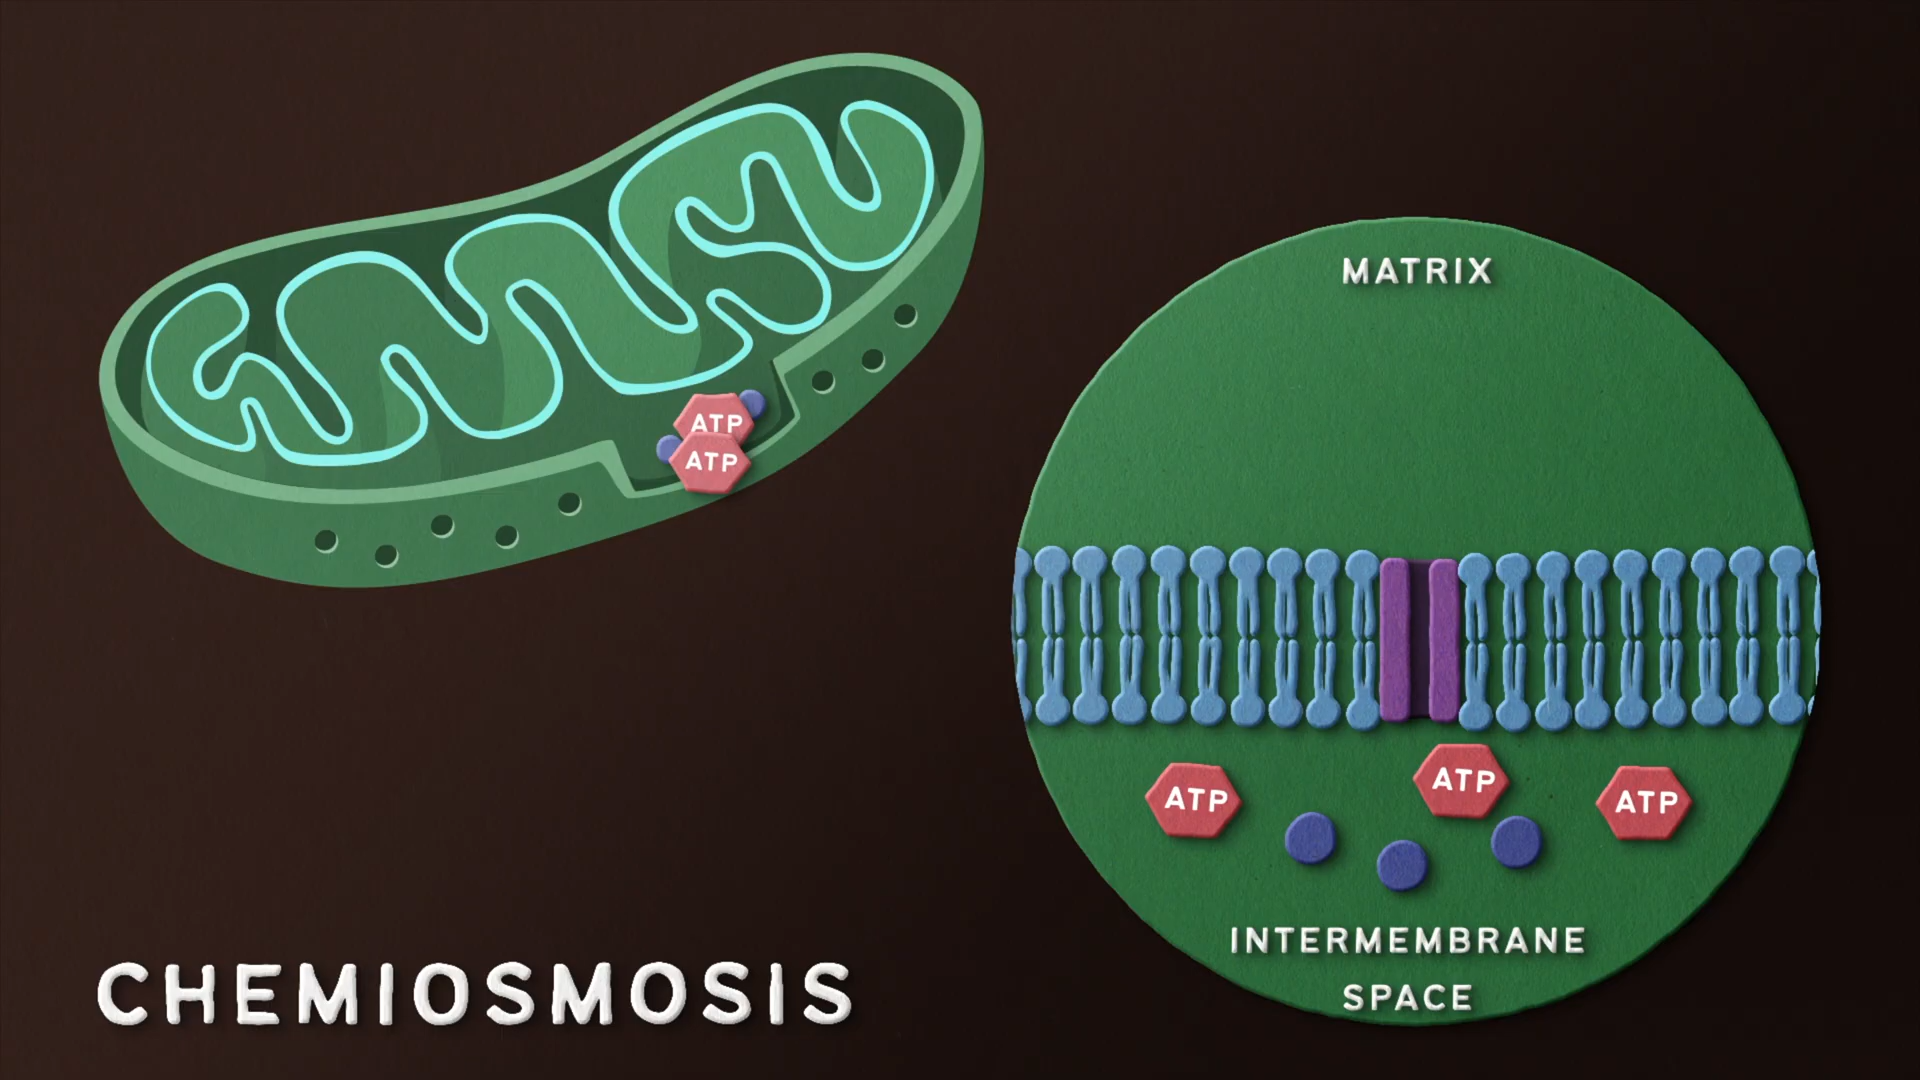 ATP
ATP
MATRIX
ATP
ATP
ATP
INTERMEMBRANE
SPACE
CHEMIOSMOSIS